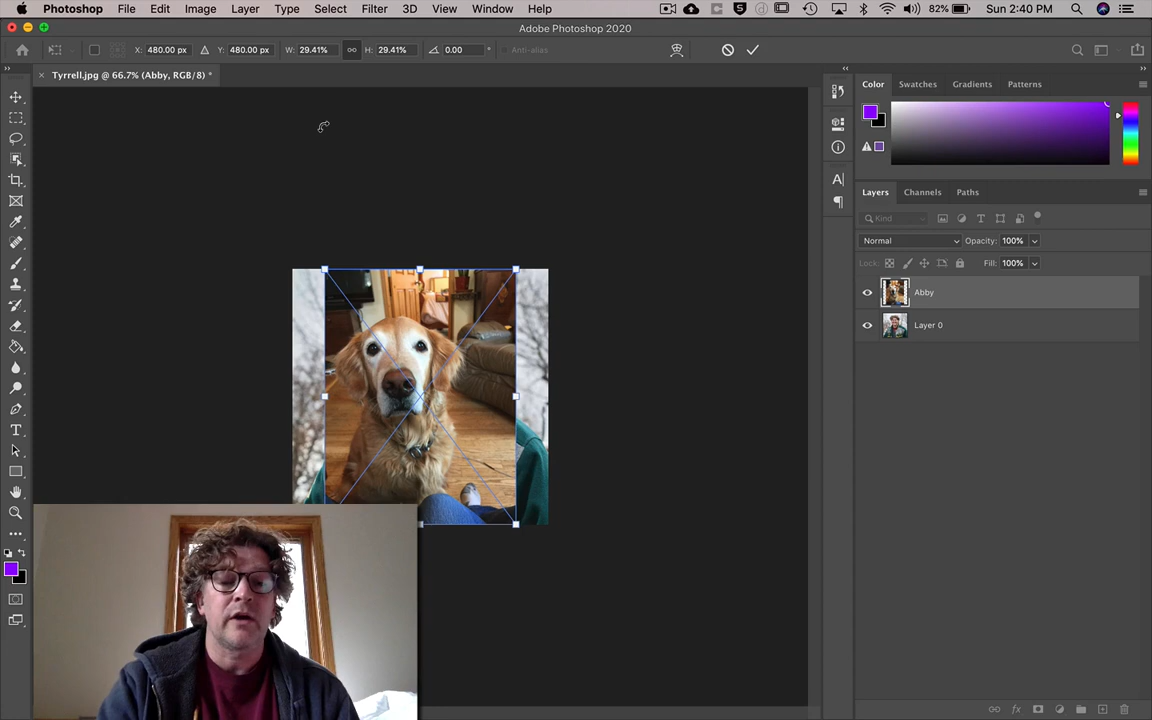 Photoshop File Edit Image Layer Type Select Filter 3D View Window Help 82% Sun 2:40 PM
Adobe Photoshop 2020
X: 480.00 px Y: 480.00 px W: 29.41% H: 29.41% 0.00 ° Anti-alias
Tyrrell.jpg @ 66.7% (Abby, RGB/8) *
Color Swatches Gradients Patterns
Layers Channels Paths
Kind
Normal Opacity: 100%
Lock: Fill: 100%
Abby
Layer 0